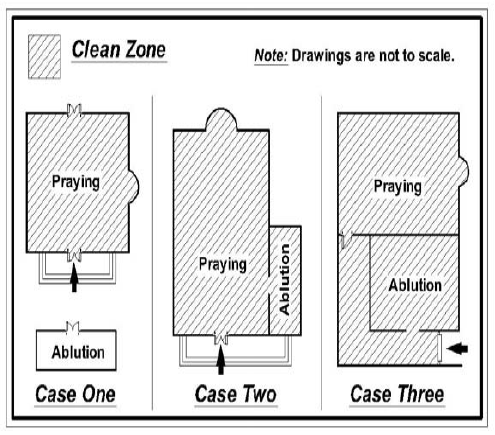 Clean Zone
Note: Drawings are not to scale.
Praying
Ablution
Case One
Praying
Ablution
Case Two
Praying
Ablution
Case Three